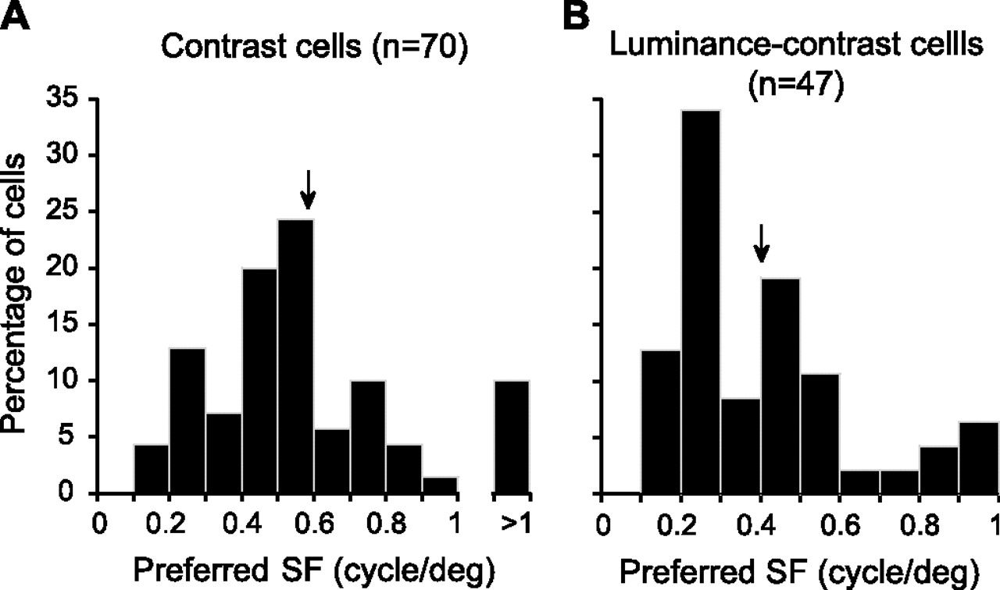 A
Contrast cells (n=70)
35
30
25
20
15
10
5
0
Percentage of cells
0 0.2 0.4 0.6 0.8 1 >1
Preferred SF (cycle/deg)
B
Luminance-contrast cellls
(n=47)
0 0.2 0.4 0.6 0.8 1
Preferred SF (cycle/deg)